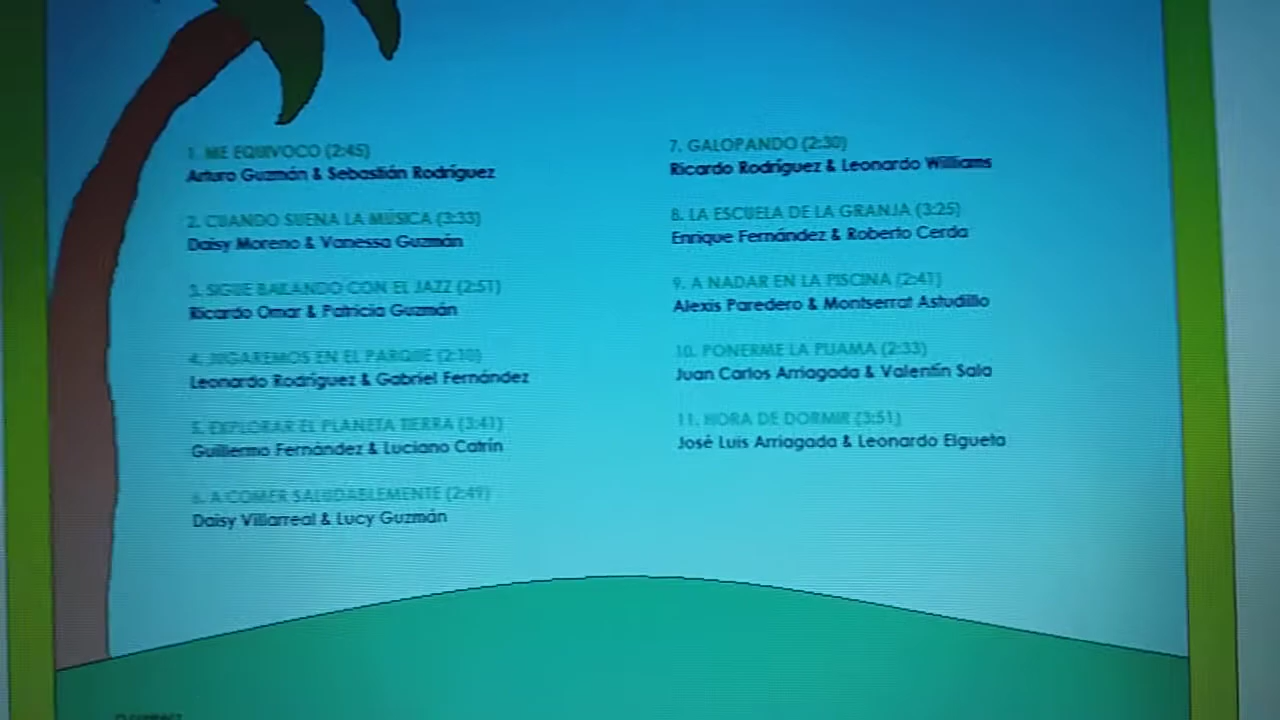 1. ME EQUIVOCO (2:45)
Arturo Guzmán & Sebastián Rodríguez
2. CUANDO SUENA LA MÚSICA (3:33)
Daisy Moreno & Vanessa Guzmán
3. SIGUE BAILANDO CON EL JAZZ (2:51)
Ricardo Omar & Patricia Guzmán
4. JUGAREMOS EN EL PARQUE (2:10)
Leonardo Rodríguez & Gabriel Fernández
5. EXPLORAR EL PLANETA TIERRA (3:41)
Guillermo Fernández & Luciano Catrín
6. A COMER SALUDABLEMENTE (2:49)
Daisy Villarreal & Lucy Guzmán
7. GALOPANDO (2:30)
Ricardo Rodríguez & Leonardo Williams
8. LA ESCUELA DE LA GRANJA (3:25)
Enrique Fernández & Roberto Cerda
9. A NADAR EN LA PISCINA (2:41)
Alexis Paredero & Montserrat Astudillo
10. PONERME LA PIJAMA (2:33)
Juan Carlos Arriagada & Valentín Sala
11. HORA DE DORMIR (3:51)
José Luis Arriagada & Leonardo Elgueta